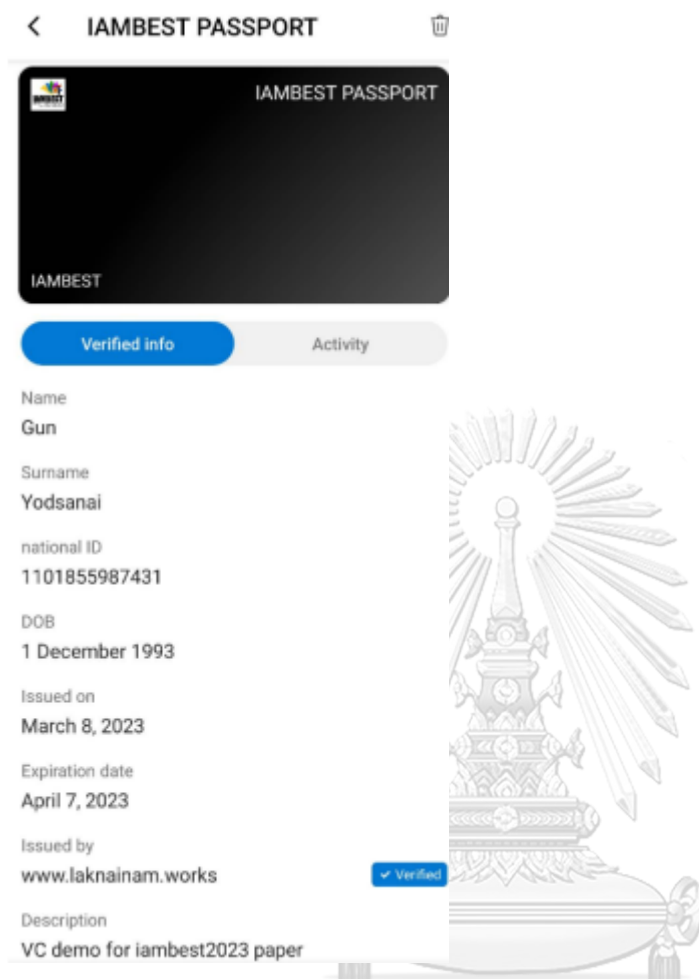 IAMBEST PASSPORT
IAMBEST
IAMBEST PASSPORT
IAMBEST
Verified info
Activity
Name
Gun
Surname
Yodsanai
national ID
1101855987431
DOB
1 December 1993
Issued on
March 8, 2023
Expiration date
April 7, 2023
Issued by
www.laknainam.works
Verified
Description
VC demo for iambest2023 paper